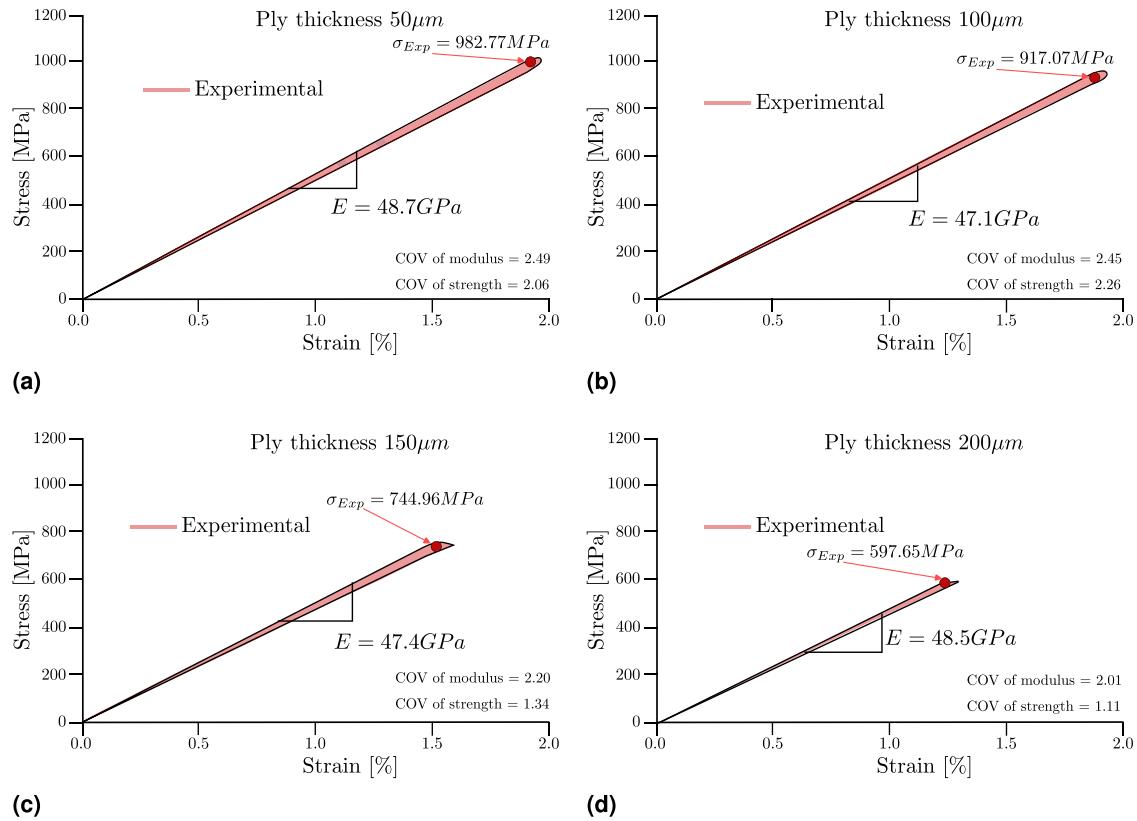 Ply thickness 50μm
σ_Exp = 982.77MPa
Experimental
E = 48.7GPa
COV of modulus = 2.49
COV of strength = 2.06
Stress [MPa]
1200
1000
800
600
400
200
0
0.0 0.5 1.0 1.5 2.0
Strain [%]
(a)
Ply thickness 100μm
σ_Exp = 917.07MPa
Experimental
E = 47.1GPa
COV of modulus = 2.45
COV of strength = 2.26
Stress [MPa]
1200
1000
800
600
400
200
0
0.0 0.5 1.0 1.5 2.0
Strain [%]
(b)
Ply thickness 150μm
σ_Exp = 744.96MPa
Experimental
E = 47.4GPa
COV of modulus = 2.20
COV of strength = 1.34
Stress [MPa]
1200
1000
800
600
400
200
0
0.0 0.5 1.0 1.5 2.0
Strain [%]
(c)
Ply thickness 200μm
Experimental
σ_Exp = 597.65MPa
E = 48.5GPa
COV of modulus = 2.01
COV of strength = 1.11
Stress [MPa]
1200
1000
800
600
400
200
0
0.0 0.5 1.0 1.5 2.0
Strain [%]
(d)